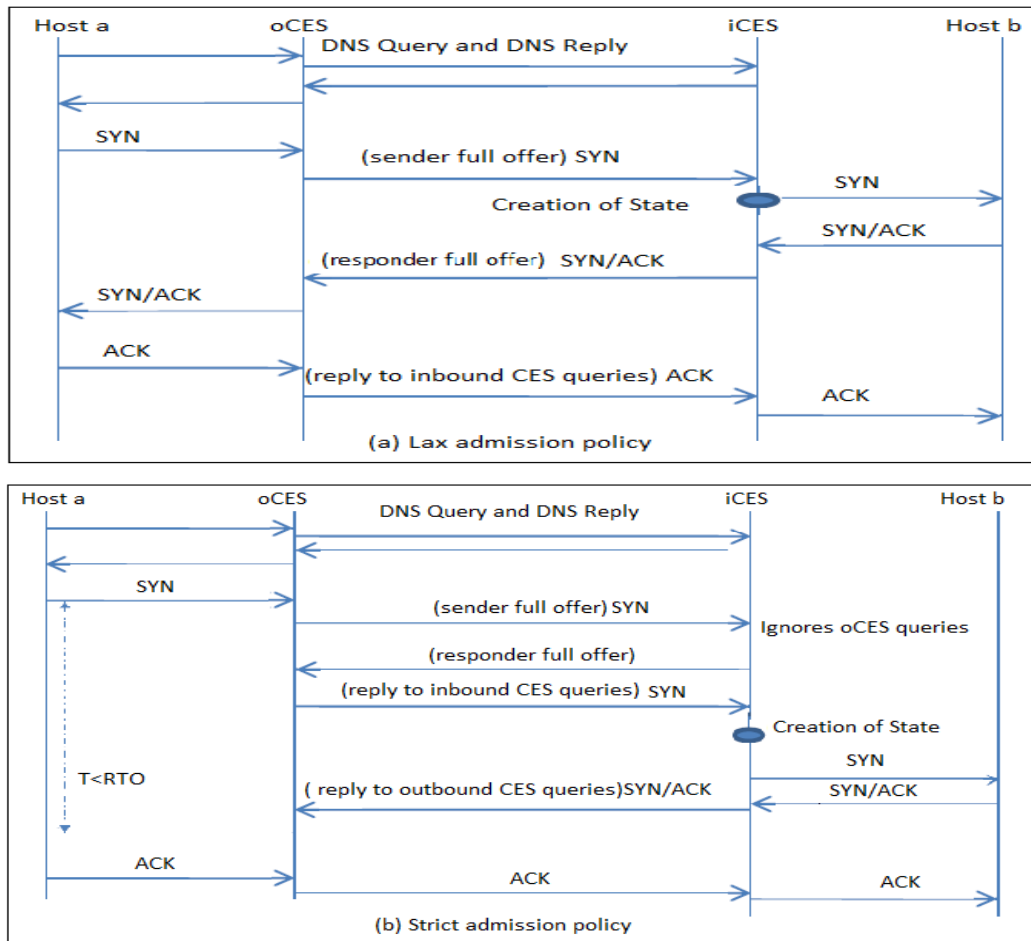 Host a oCES iCES Host b
DNS Query and DNS Reply
SYN
(sender full offer) SYN
SYN
Creation of State
SYN/ACK
(responder full offer) SYN/ACK
SYN/ACK
ACK
(reply to inbound CES queries) ACK
ACK
(a) Lax admission policy
Host a oCES iCES Host b
DNS Query and DNS Reply
SYN
(sender full offer) SYN
Ignores oCES queries
(responder full offer)
(reply to inbound CES queries) SYN
Creation of State
SYN
T<RTO
( reply to outbound CES queries)SYN/ACK
SYN/ACK
ACK
ACK
ACK
(b) Strict admission policy